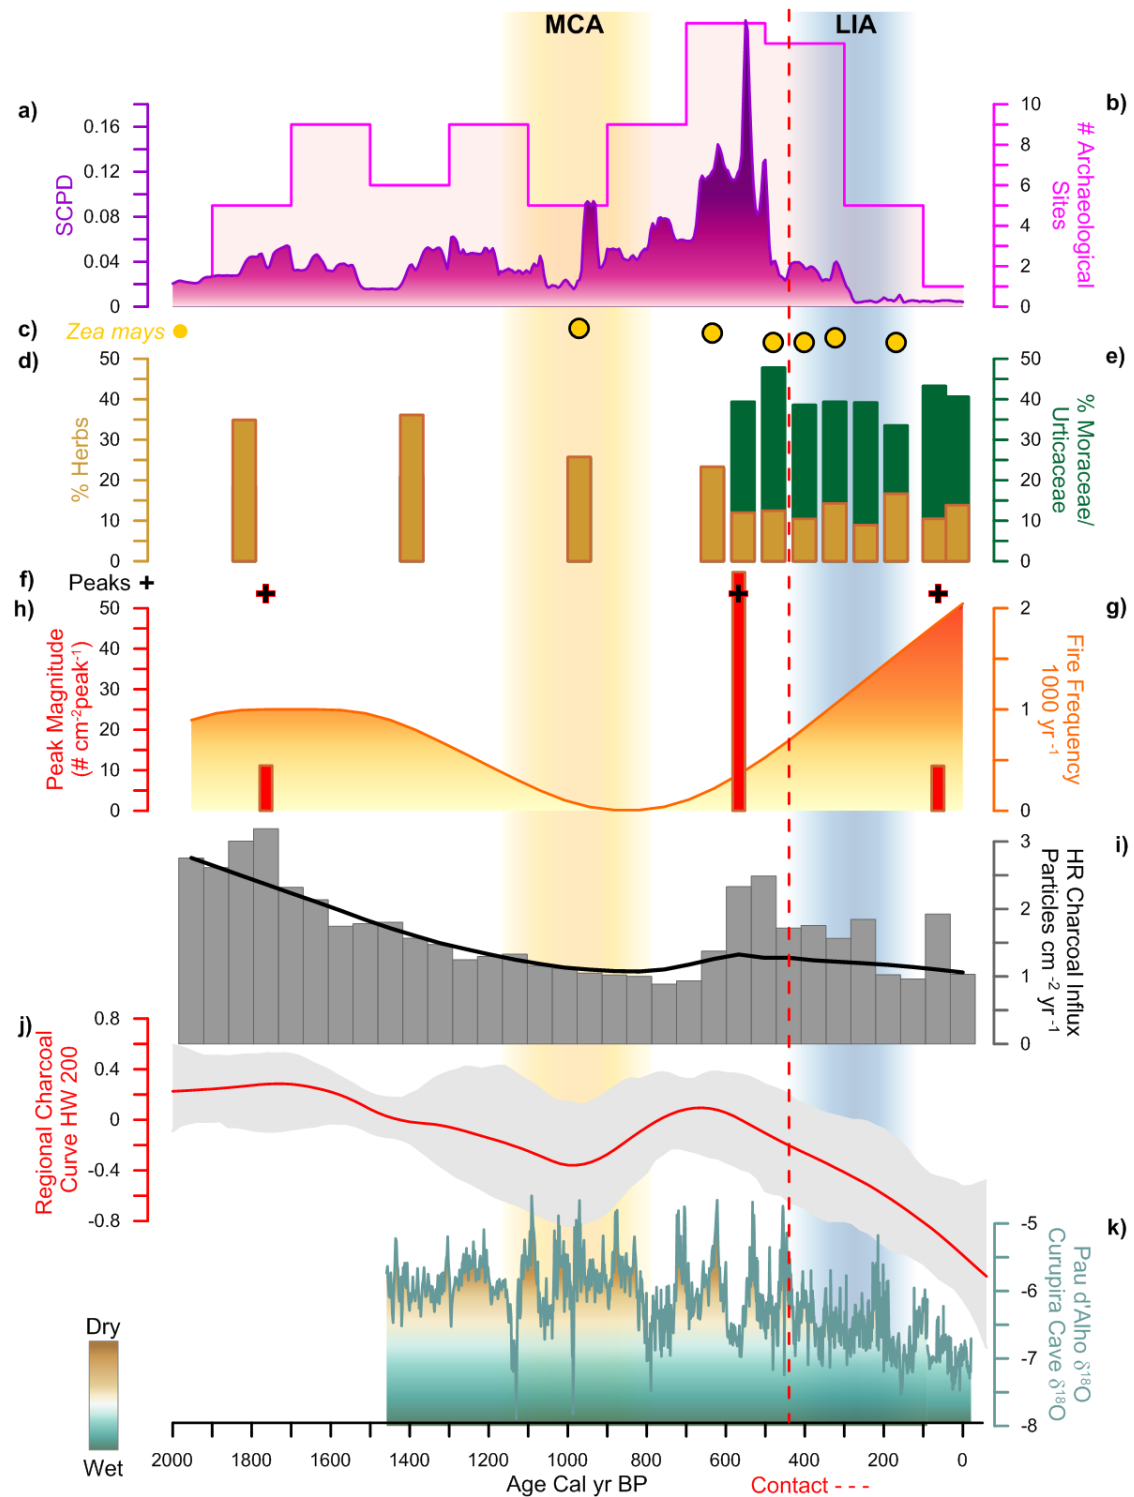 MCA
LIA
a)
b)
SCPD
0.16
0.12
0.08
0.04
0
10
8
6
4
2
0
# Archaeological
Sites
c)
Zea mays
d)
e)
% Herbs
50
40
30
20
10
0
50
40
30
20
10
0
% Moraceae/
Urticaceae
f)
Peaks +
h)
g)
Peak Magnitude
(# cm⁻²peak⁻¹)
50
40
30
20
10
0
2
1
0
Fire Frequency
1000 yr⁻¹
i)
3
2
1
0
HR Charcoal Influx
Particles cm⁻² yr⁻¹
j)
Regional Charcoal
Curve HW 200
0.8
0.4
0
-0.4
-0.8
k)
-5
-6
-7
-8
Pau d'Alho δ¹⁸O
Curupira Cave δ¹⁸O
Dry
Wet
2000
1800
1600
1400
1200
1000
800
600
400
200
0
Age Cal yr BP
Contact - - -